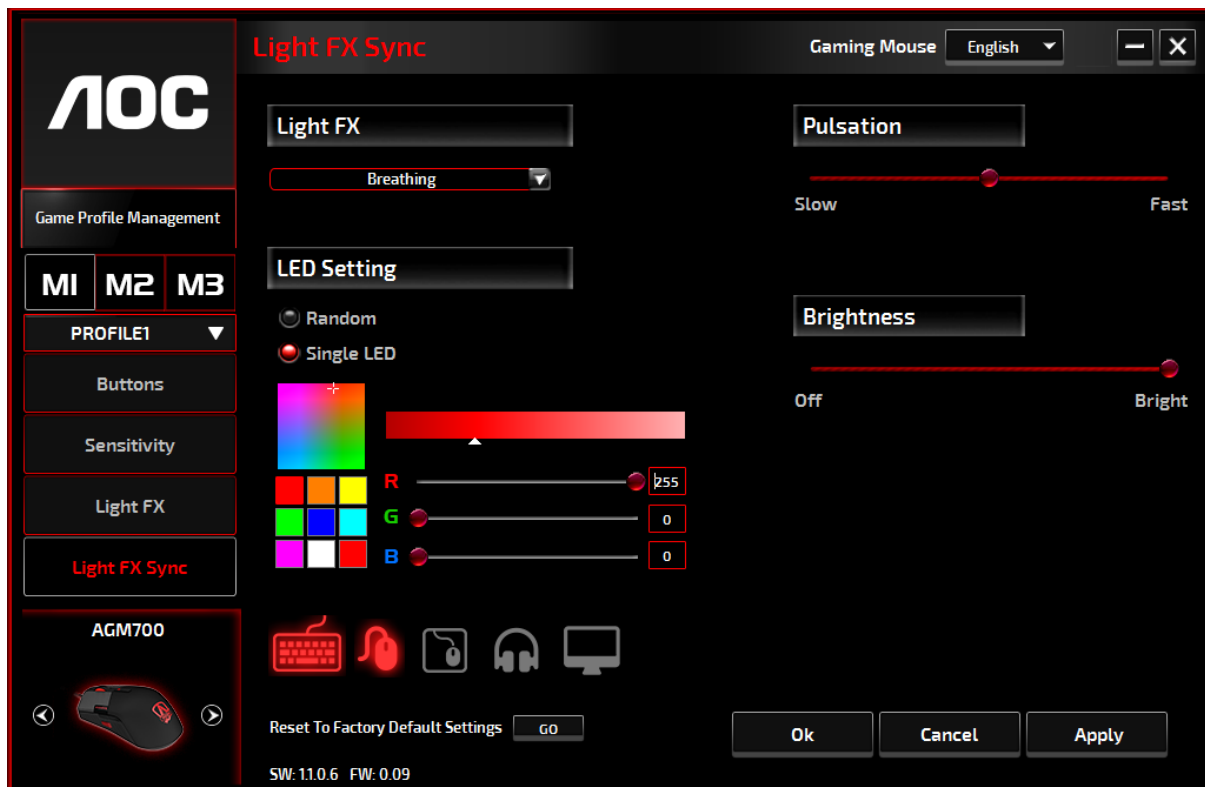 AOC
Light FX Sync
Gaming Mouse
English
Light FX
Breathing
Pulsation
Slow
Fast
Game Profile Management
M1 M2 M3
PROFILE1
Buttons
Sensitivity
Light FX
Light FX Sync
LED Setting
Random
Single LED
R 255
G 0
B 0
Brightness
Off
Bright
AGM700
Reset To Factory Default Settings
GO
SW: 1.1.0.6 FW: 0.09
Ok
Cancel
Apply